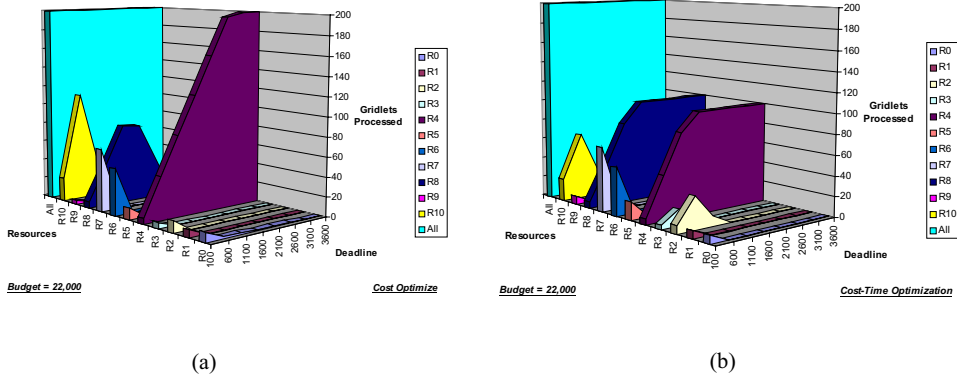 200
180
160
140
120
100
80
60
40
20
0
Gridlets
Processed
All
R10
R9
R8
R7
R6
R5
R4
R3
R2
R1
R0
100
600
1100
1600
2100
2600
3100
3600
Resources
Deadline
R0
R1
R2
R3
R4
R5
R6
R7
R8
R9
R10
All
Budget = 22,000
Cost Optimize
(a)
200
180
160
140
120
100
80
60
40
20
0
Gridlets
Processed
All
R10
R9
R8
R7
R6
R5
R4
R3
R2
R1
R0
100
600
1100
1600
2100
2600
3100
3600
Resources
Deadline
R0
R1
R2
R3
R4
R5
R6
R7
R8
R9
R10
All
Budget = 22,000
Cost-Time Optimization
(b)